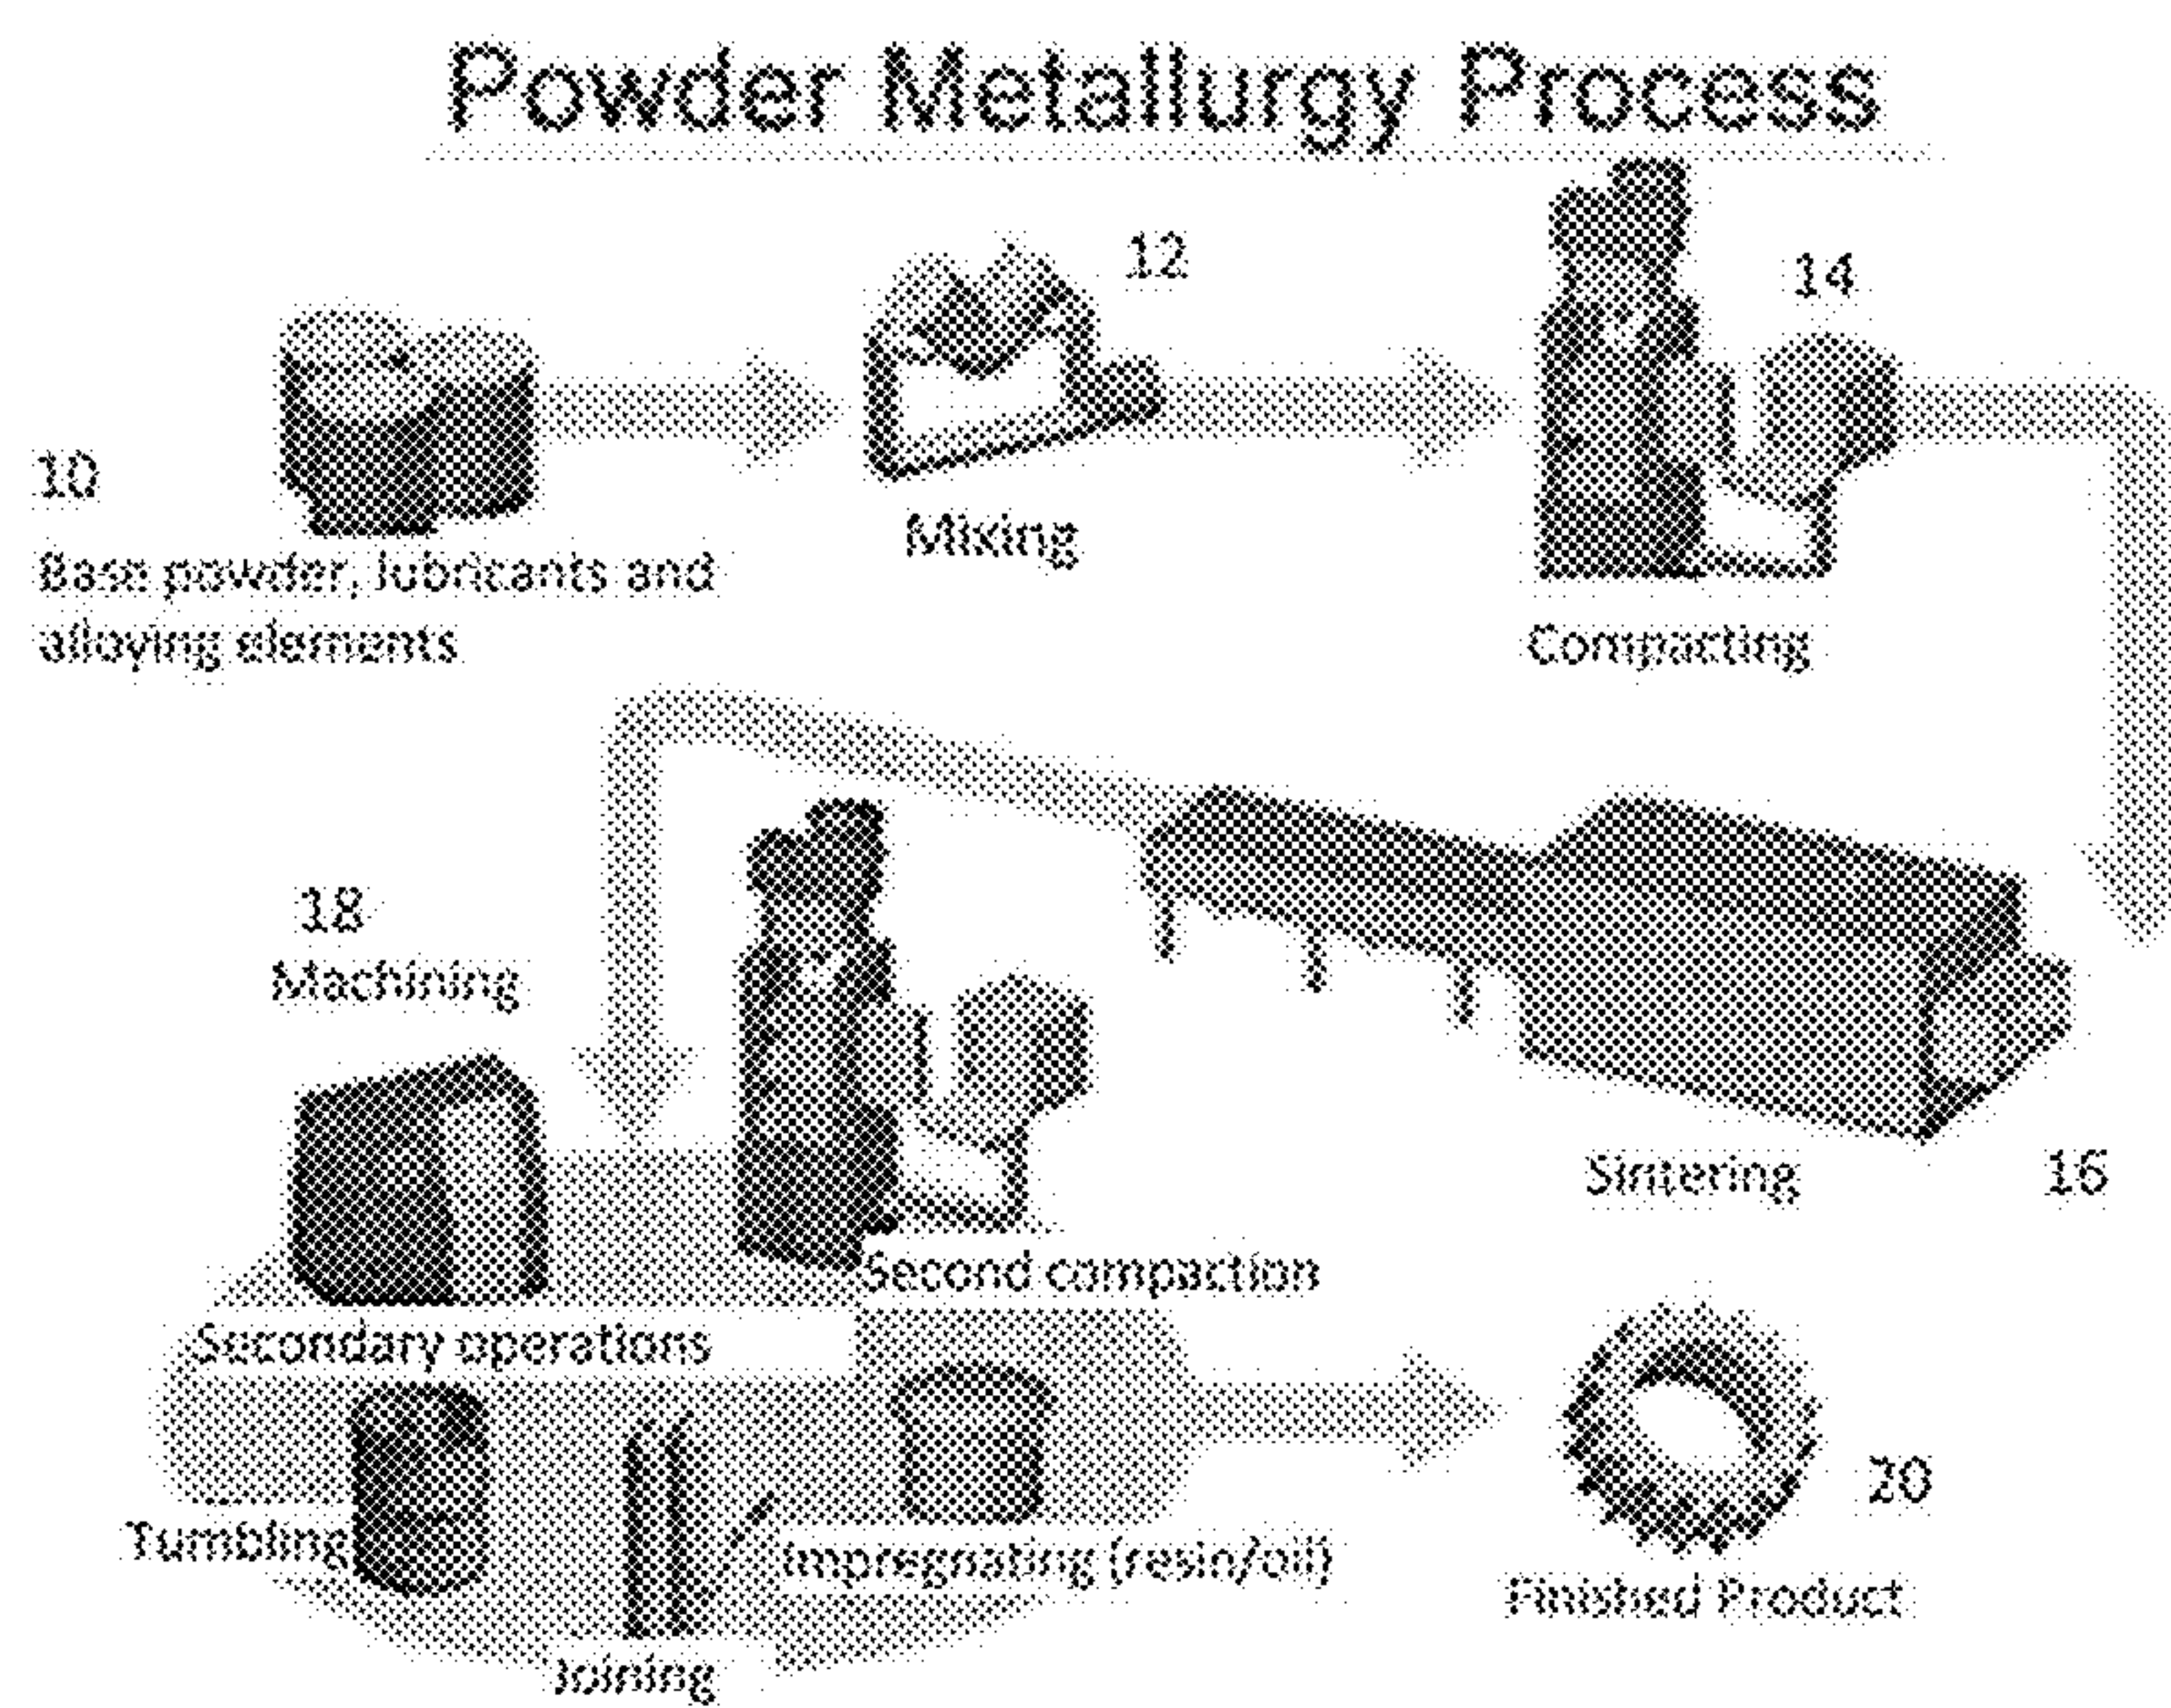 Powder Metallurgy Process
12
14
10
Base powder, lubricants and
alloying elements
Mixing
Compacting
18
Machining
Sintering
16
Second compaction
Secondary operations
Tumbling
Impregnating (resin/oil)
20
Finished Product
Joining